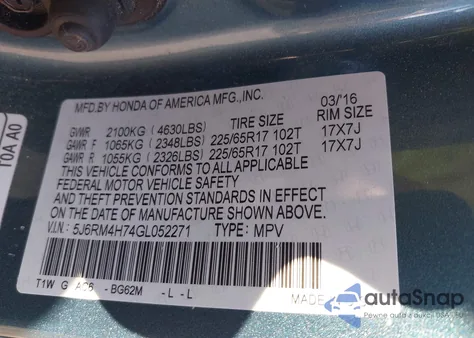 MFD.BY HONDA OF AMERICA MFG.,INC. 03/'16
TIRE SIZE RIM SIZE
GVWR 2100KG (4630LBS)
GAWR F 1065KG (2348LBS) 225/65R17 102T 17X7J
GAWR R 1055KG (2326LBS) 225/65R17 102T 17X7J
THIS VEHICLE CONFORMS TO ALL APPLICABLE
FEDERAL MOTOR VEHICLE SAFETY
AND THEFT PREVENTION STANDARDS IN EFFECT
ON THE DATE OF MANUFACTURE SHOWN ABOVE.
V.I.N: 5J6RM4H74GL052271 TYPE: MPV
T1W G -BG62M -L -L
T0A A0
autoSnap